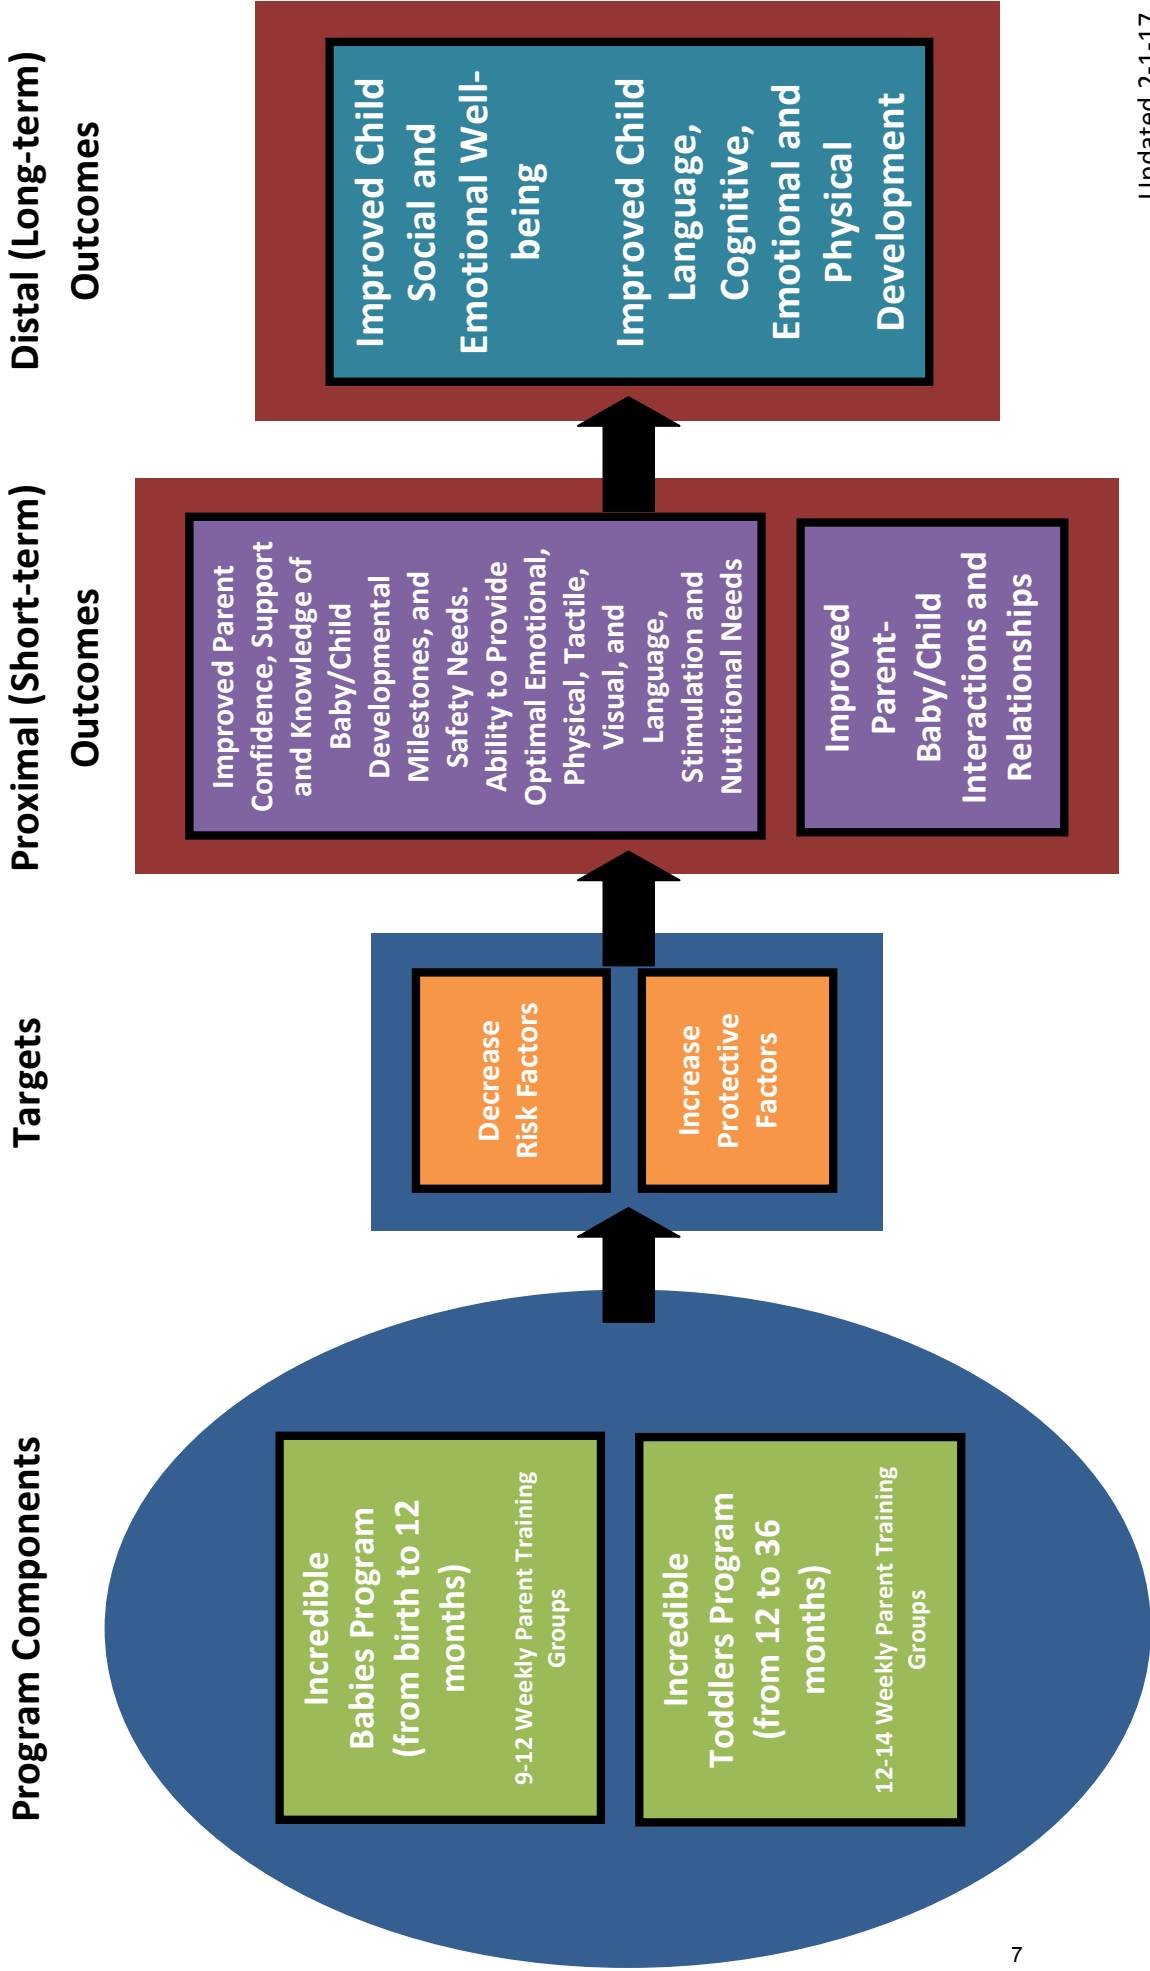 Program Components
Incredible
Babies Program
(from birth to 12
months)
9-12 Weekly Parent Training
Groups
Incredible
Toddlers Program
(from 12 to 36
months)
12-14 Weekly Parent Training
Groups
Targets
Decrease
Risk Factors
Increase
Protective
Factors
Proximal (Short-term)
Outcomes
Improved Parent
Confidence, Support
and Knowledge of
Baby/Child
Developmental
Milestones, and
Safety Needs.
Ability to Provide
Optimal Emotional,
Physical, Tactile,
Visual, and
Language,
Stimulation and
Nutritional Needs
Improved
Parent-
Baby/Child
Interactions and
Relationships
Distal (Long-term)
Outcomes
Improved Child
Social and
Emotional Well-
being
Improved Child
Language,
Cognitive,
Emotional and
Physical
Development
Updated 2-1-17
7